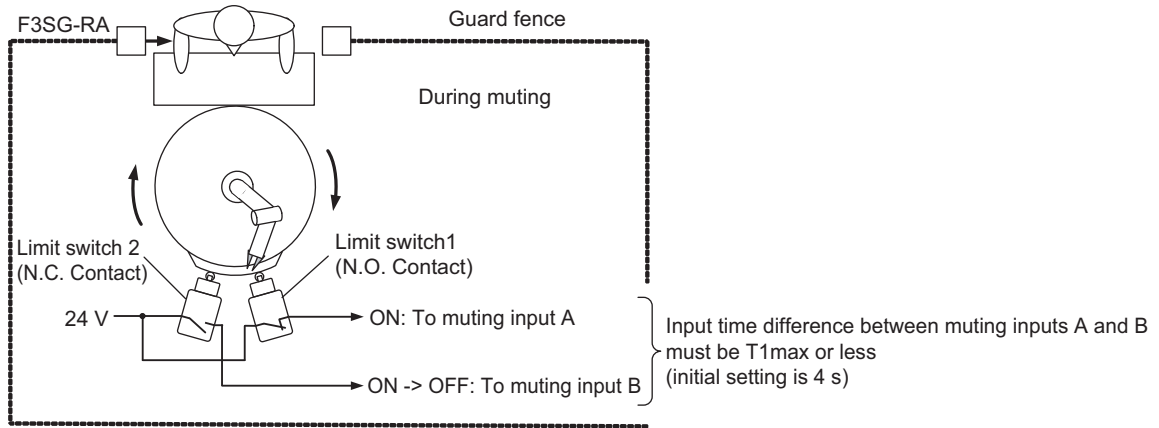 F3SG-RA
Guard fence
During muting
Limit switch 2
(N.C. Contact)
Limit switch1
(N.O. Contact)
24 V
ON: To muting input A
ON -> OFF: To muting input B
Input time difference between muting inputs A and B
must be T1max or less
(initial setting is 4 s)